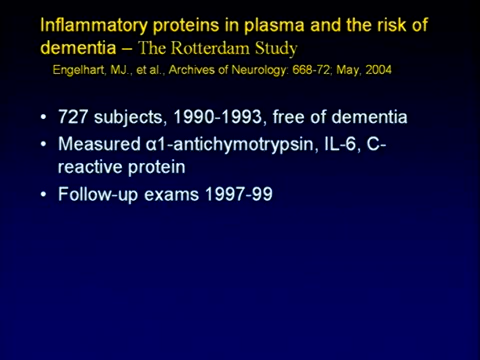 Inflammatory proteins in plasma and the risk of
dementia – The Rotterdam Study
Engelhart, MJ., et al., Archives of Neurology: 668-72; May, 2004
• 727 subjects, 1990-1993, free of dementia
• Measured α1-antichymotrypsin, IL-6, C-
reactive protein
• Follow-up exams 1997-99